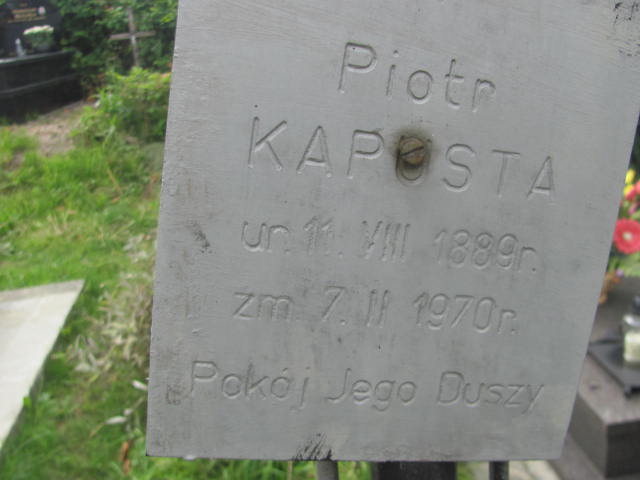 Piotr
KAPUSTA
ur. 11. VIII 1889r.
zm 7. II 1970r.
Pokój Jego Duszy